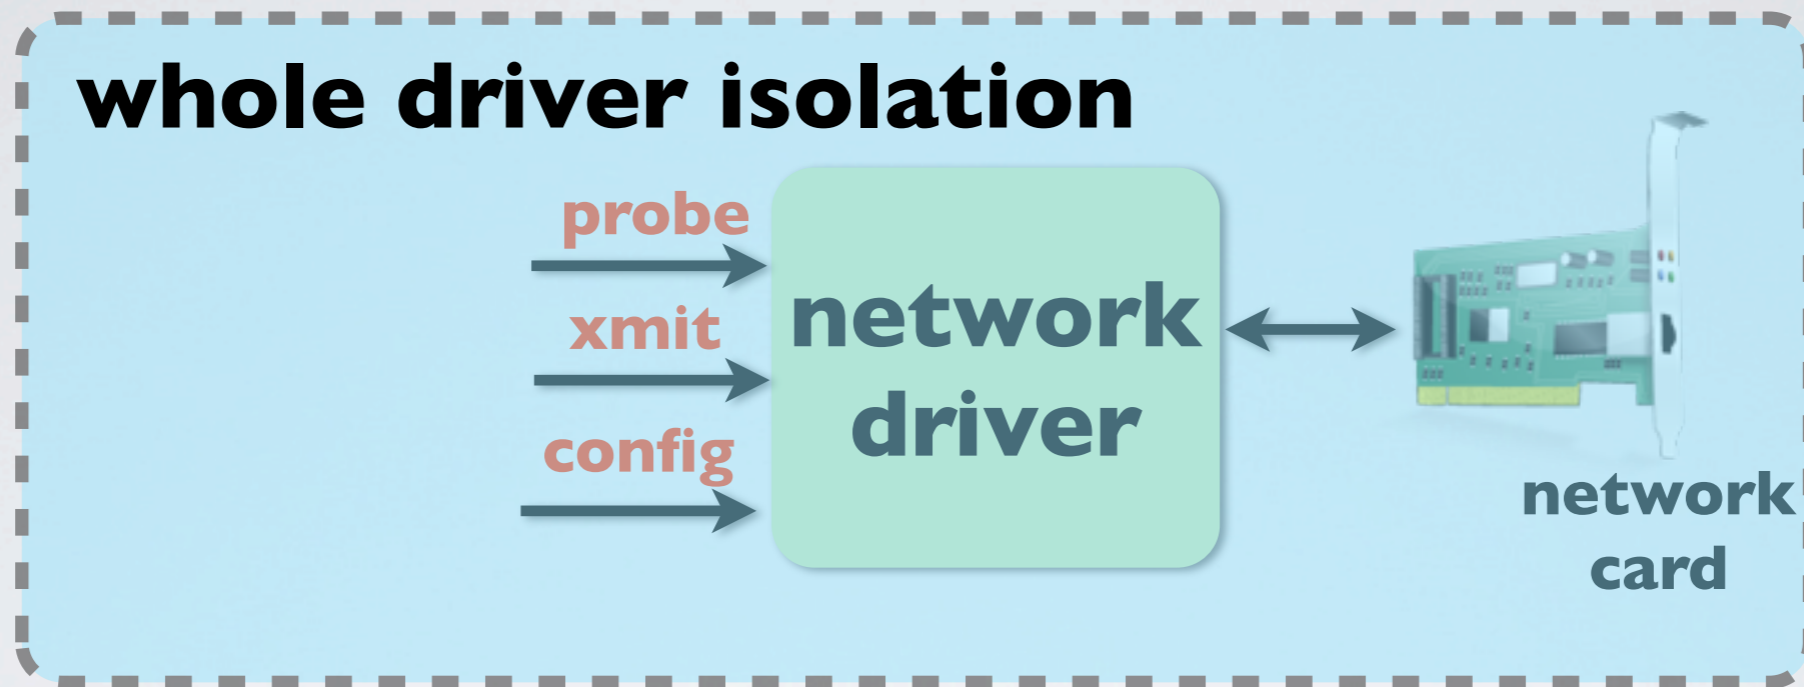 whole driver isolation
probe
xmit
config
network
driver
network
card